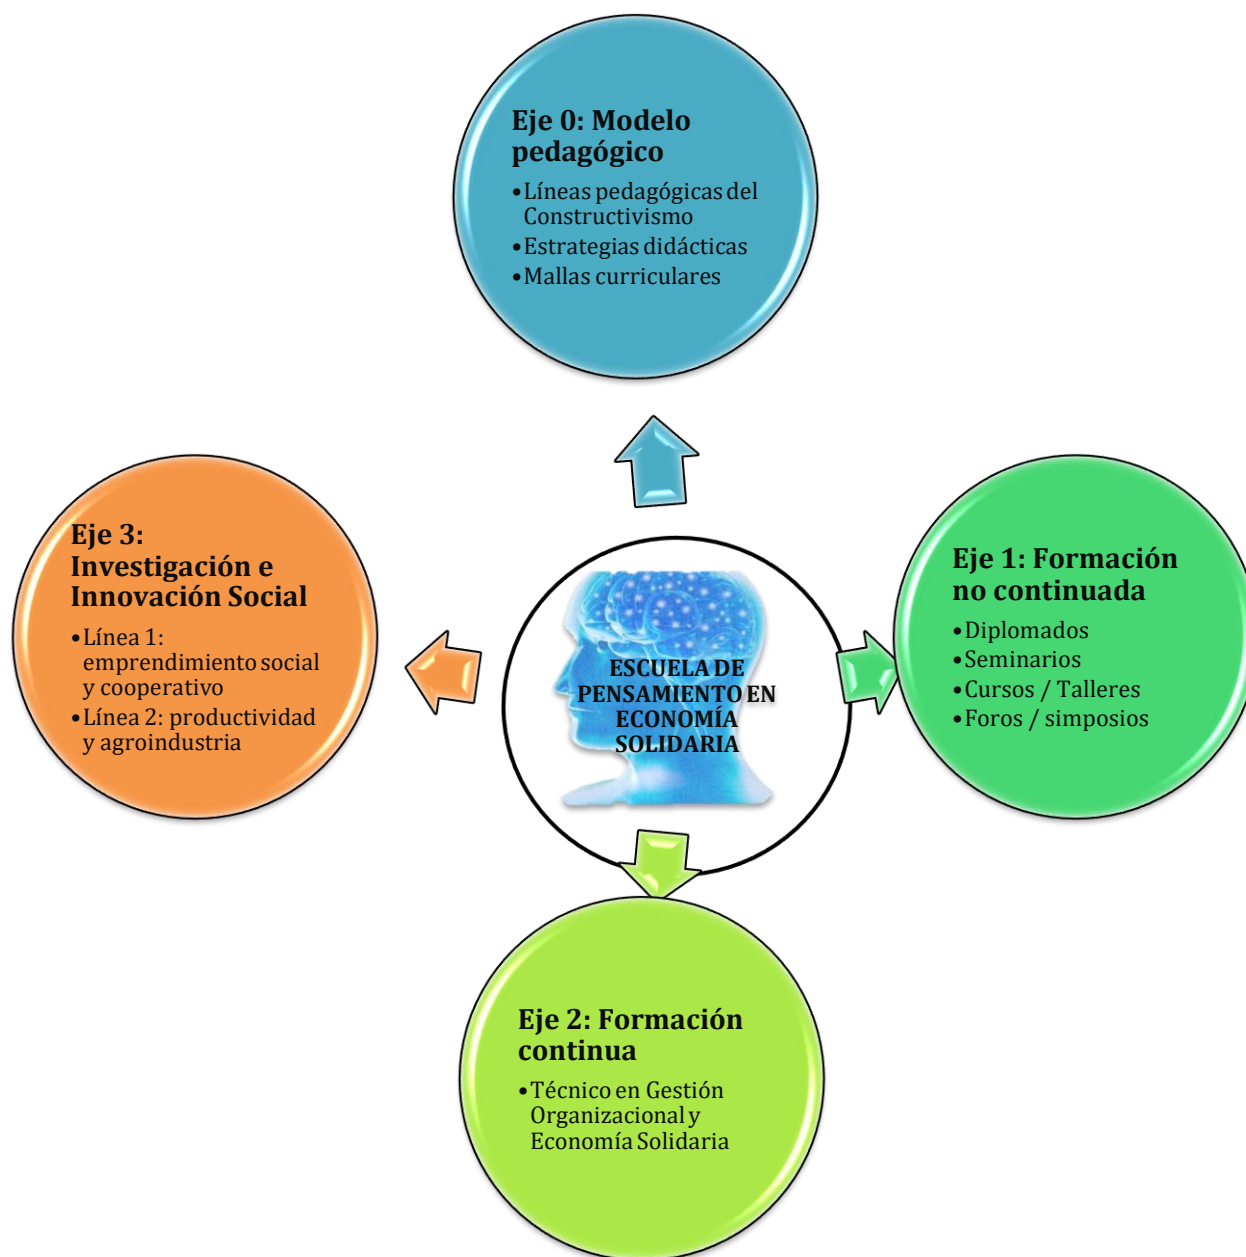 Eje 0: Modelo
pedagógico
•Líneas pedagógicas del
Constructivismo
•Estrategias didácticas
•Mallas curriculares
Eje 3:
Investigación e
Innovación Social
•Línea 1:
emprendimiento social
y cooperativo
•Línea 2: productividad
y agroindustria
ESCUELA DE
PENSAMIENTO EN
ECONOMÍA
SOLIDARIA
Eje 1: Formación
no continuada
•Diplomados
•Seminarios
•Cursos / Talleres
•Foros / simposios
Eje 2: Formación
continua
•Técnico en Gestión
Organizacional y
Economía Solidaria